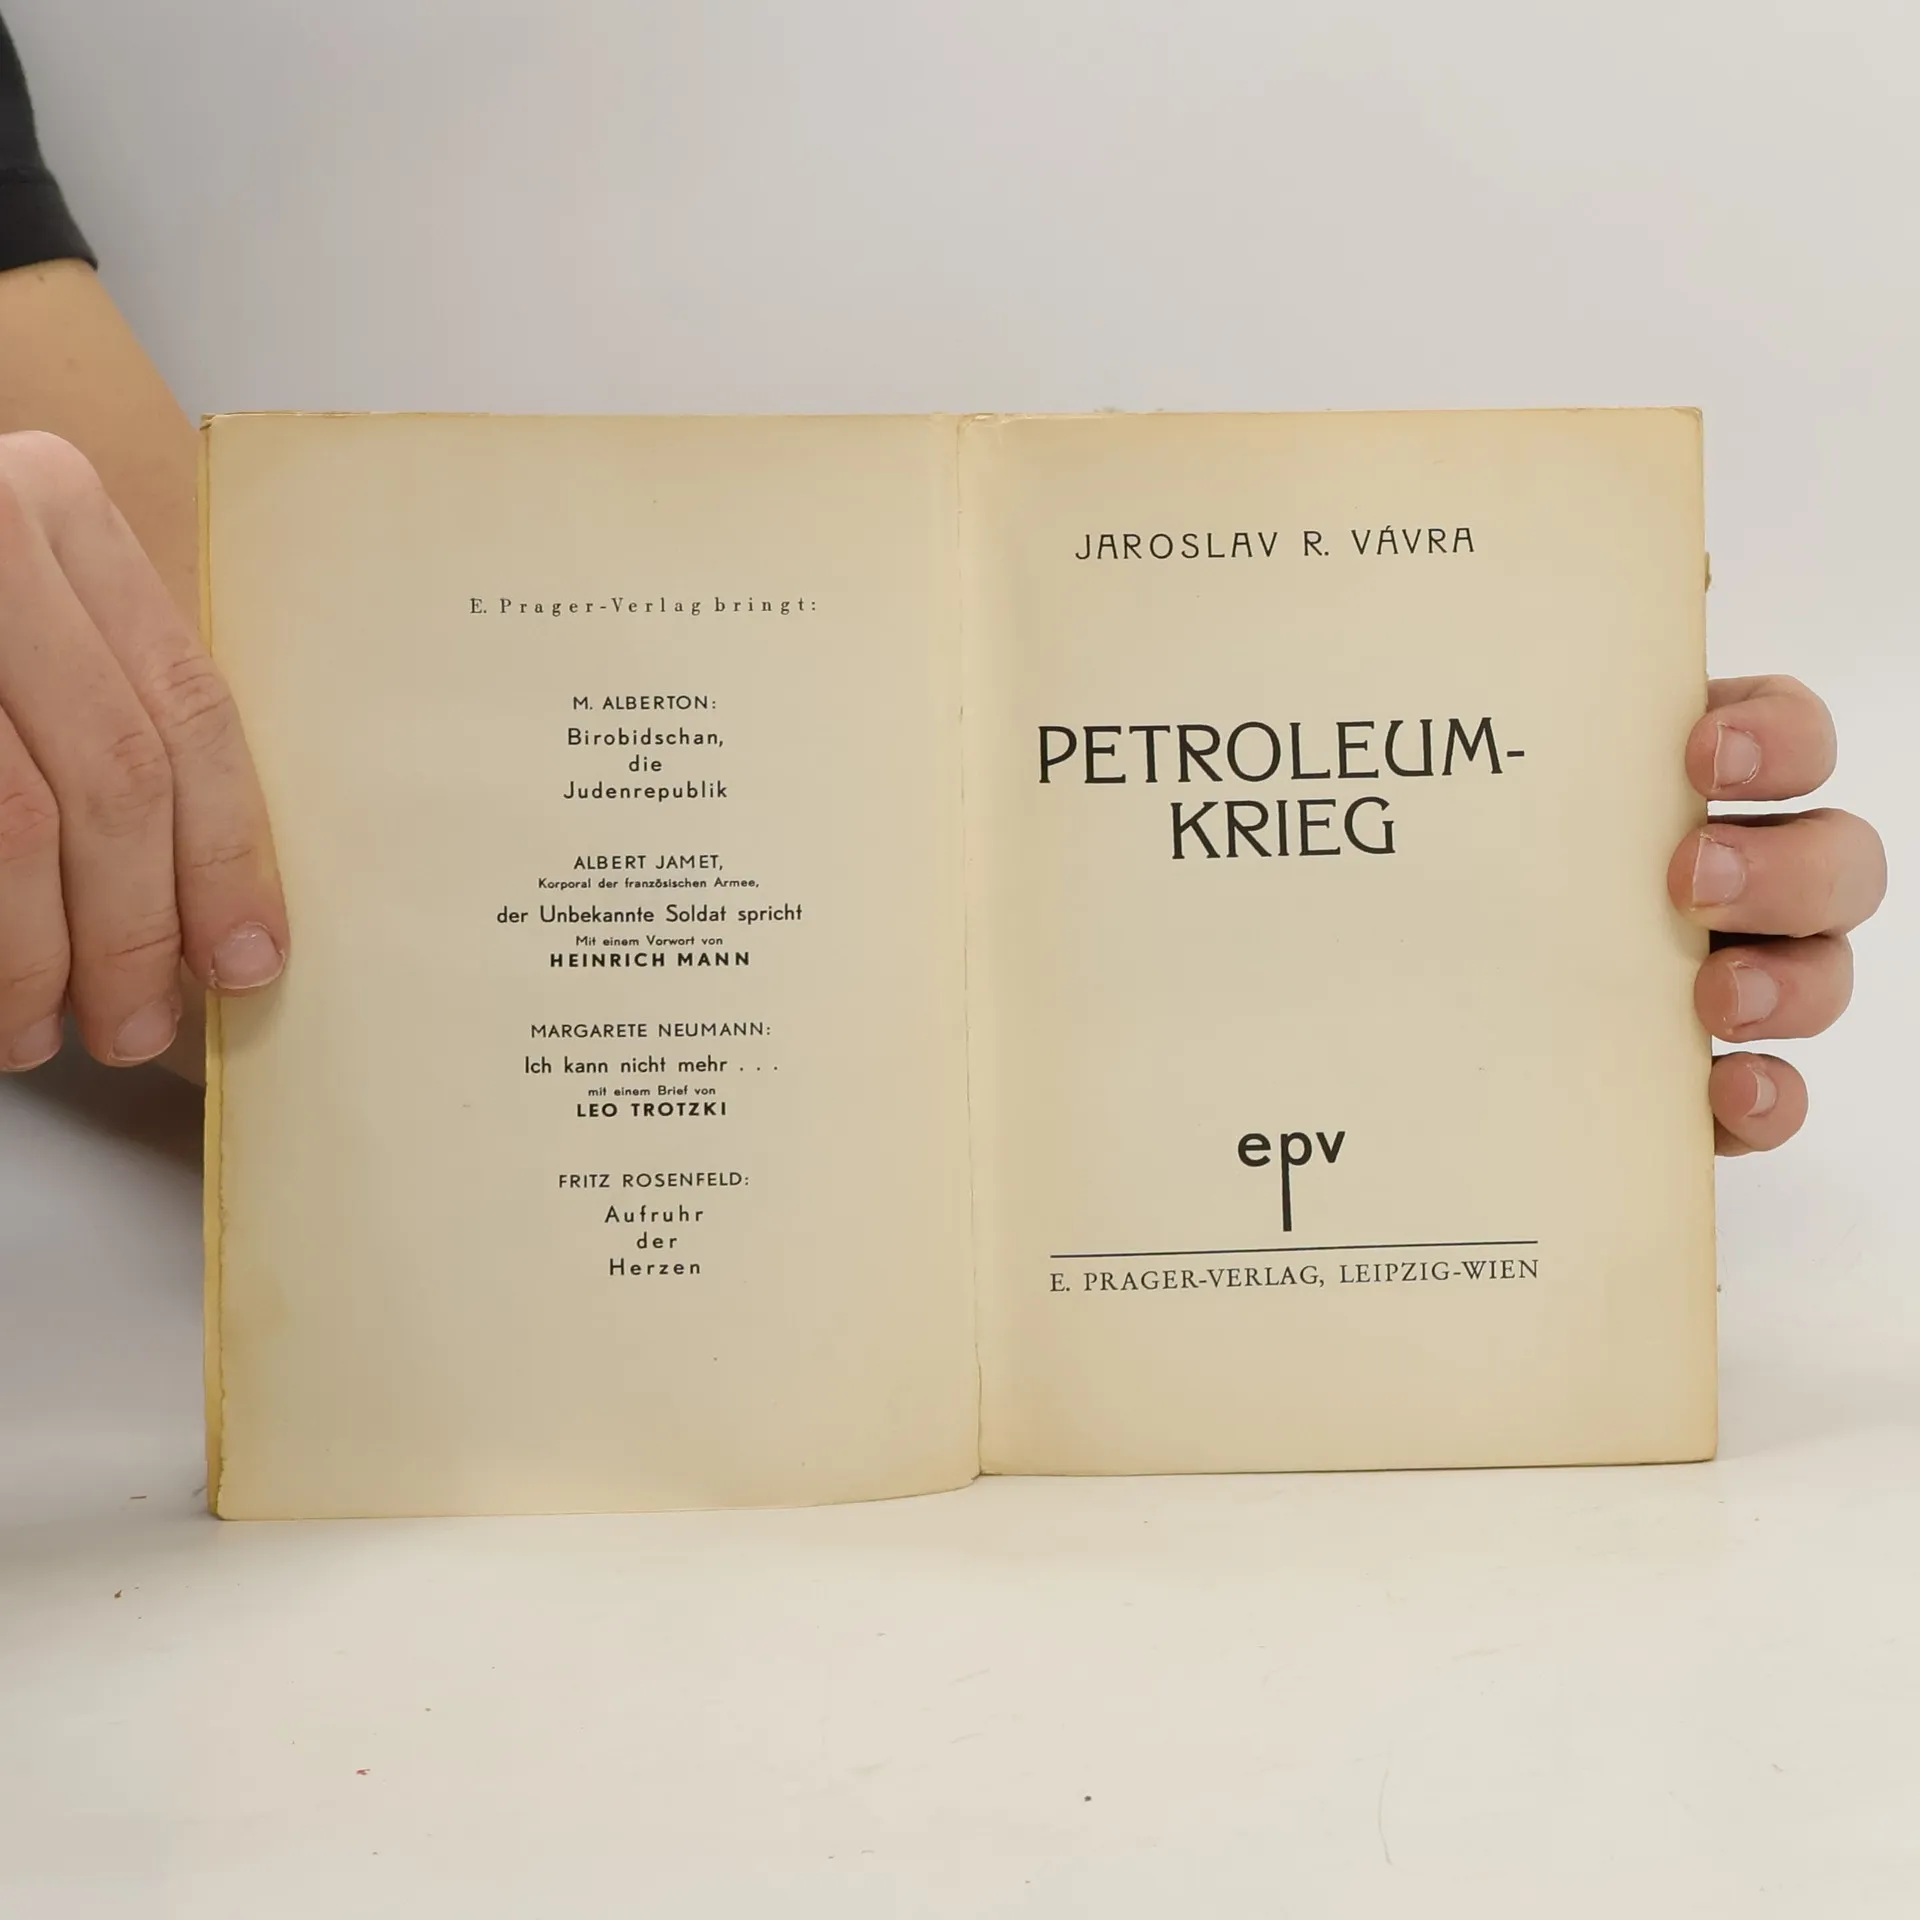 E. Prager-Verlag bringt:
M. ALBERTON:
Birobidschan,
die
Judenrepublik
ALBERT JAMET,
Korporal der französischen Armee,
der Unbekannte Soldat spricht
Mit einem Vorwort von
HEINRICH MANN
MARGARETE NEUMANN:
Ich kann nicht mehr . . .
mit einem Brief von
LEO TROTZKI
FRITZ ROSENFELD:
Aufruhr
der
Herzen
JAROSLAV R. VÁVRA
PETROLEUM-
KRIEG
epv
E. PRAGER-VERLAG, LEIPZIG-WIEN